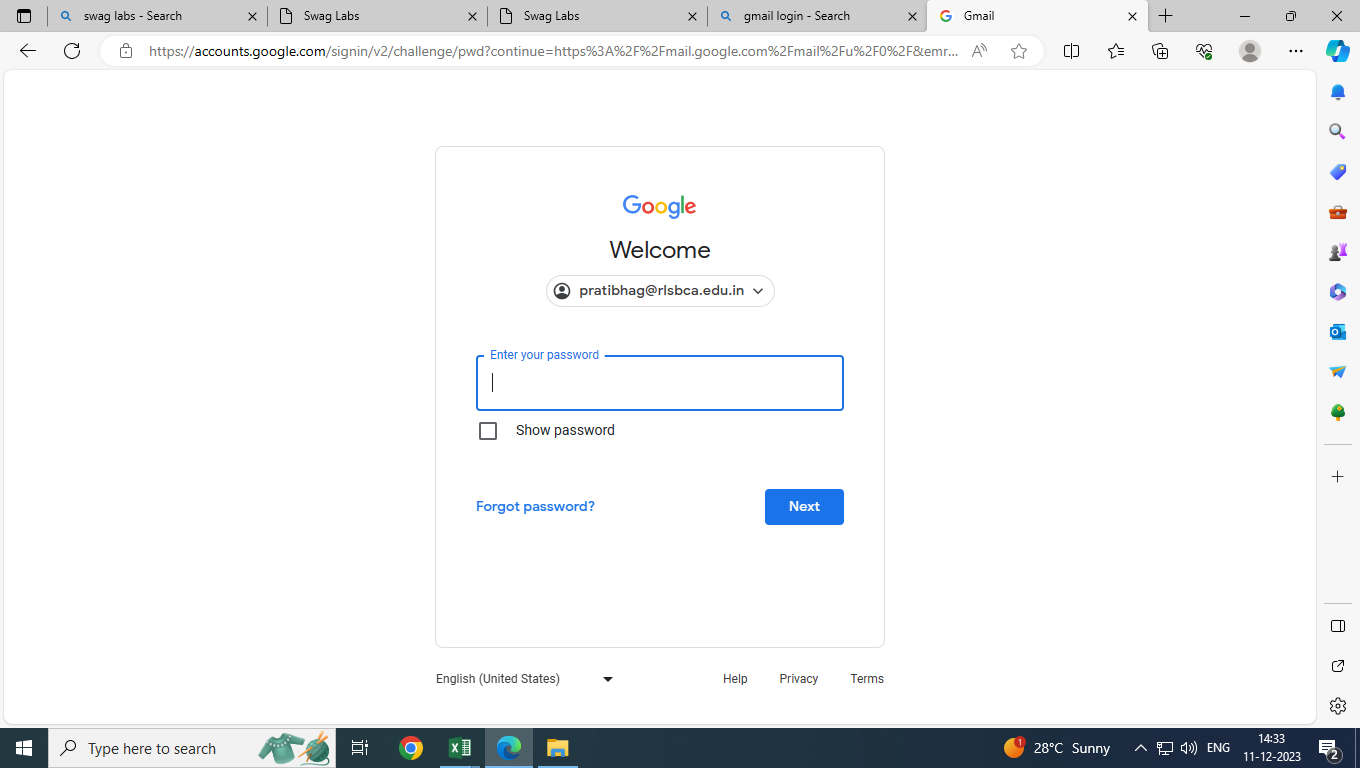 swag labs - Search
Swag Labs
Swag Labs
gmail login - Search
Gmail
https://accounts.google.com/signin/v2/challenge/pwd?continue=https%3A%2F%2Fmail.google.com%2Fmail%2Fu%2F0%2F&emr...
Google
Welcome
pratibhag@rlsbca.edu.in
Enter your password
Show password
Forgot password?
Next
English (United States)
Help
Privacy
Terms
Type here to search
1
28°C Sunny
ENG
14:33
11-12-2023
2